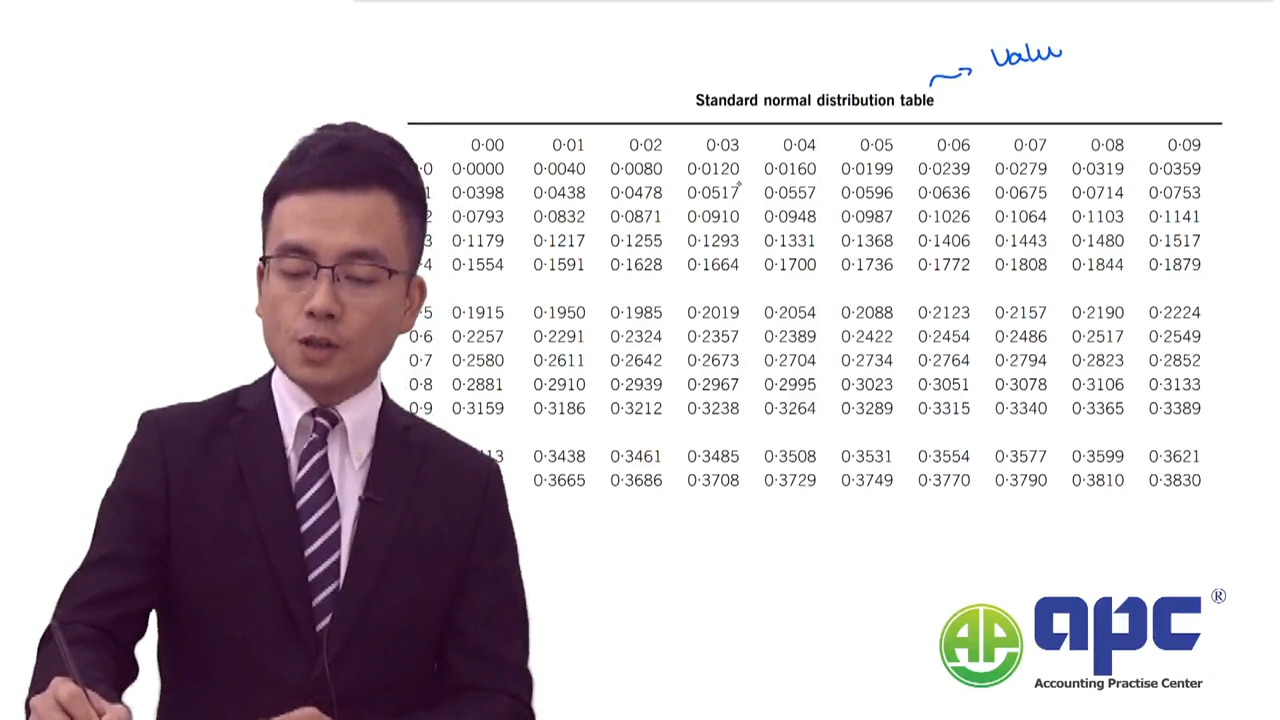 Valu
Standard normal distribution table
0·00 0·01 0·02 0·03 0·04 0·05 0·06 0·07 0·08 0·09
·0 0·0000 0·0040 0·0080 0·0120 0·0160 0·0199 0·0239 0·0279 0·0319 0·0359
1 0·0398 0·0438 0·0478 0·0517 0·0557 0·0596 0·0636 0·0675 0·0714 0·0753
2 0·0793 0·0832 0·0871 0·0910 0·0948 0·0987 0·1026 0·1064 0·1103 0·1141
3 0·1179 0·1217 0·1255 0·1293 0·1331 0·1368 0·1406 0·1443 0·1480 0·1517
·4 0·1554 0·1591 0·1628 0·1664 0·1700 0·1736 0·1772 0·1808 0·1844 0·1879
·5 0·1915 0·1950 0·1985 0·2019 0·2054 0·2088 0·2123 0·2157 0·2190 0·2224
0·6 0·2257 0·2291 0·2324 0·2357 0·2389 0·2422 0·2454 0·2486 0·2517 0·2549
0·7 0·2580 0·2611 0·2642 0·2673 0·2704 0·2734 0·2764 0·2794 0·2823 0·2852
0·8 0·2881 0·2910 0·2939 0·2967 0·2995 0·3023 0·3051 0·3078 0·3106 0·3133
0·9 0·3159 0·3186 0·3212 0·3238 0·3264 0·3289 0·3315 0·3340 0·3365 0·3389
13 0·3438 0·3461 0·3485 0·3508 0·3531 0·3554 0·3577 0·3599 0·3621
0·3665 0·3686 0·3708 0·3729 0·3749 0·3770 0·3790 0·3810 0·3830
AP apc ®
Accounting Practise Center